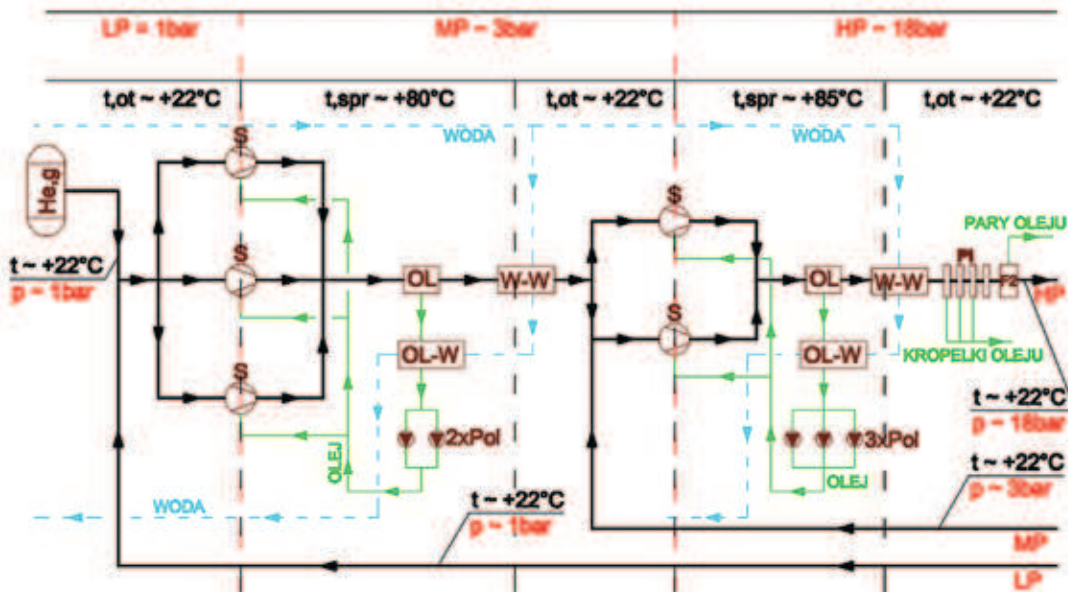 LP = 1bar
MP ~ 3bar
HP ~ 18bar
t,ot ~ +22°C
t,spr ~ +80°C
t,ot ~ +22°C
t,spr ~ +85°C
t,ot ~ +22°C
WODA
WODA
He,g
S
S
S
S
S
t ~ +22°C
p ~ 1bar
OL
W-W
OL
W-W
P1
F2
PARY OLEJU
HP
KROPELKI OLEJU
OL-W
OL-W
t ~ +22°C
p ~ 18bar
OLEJ
2xPol
3xPol
OLEJ
t ~ +22°C
p ~ 3bar
WODA
t ~ +22°C
p ~ 1bar
MP
LP